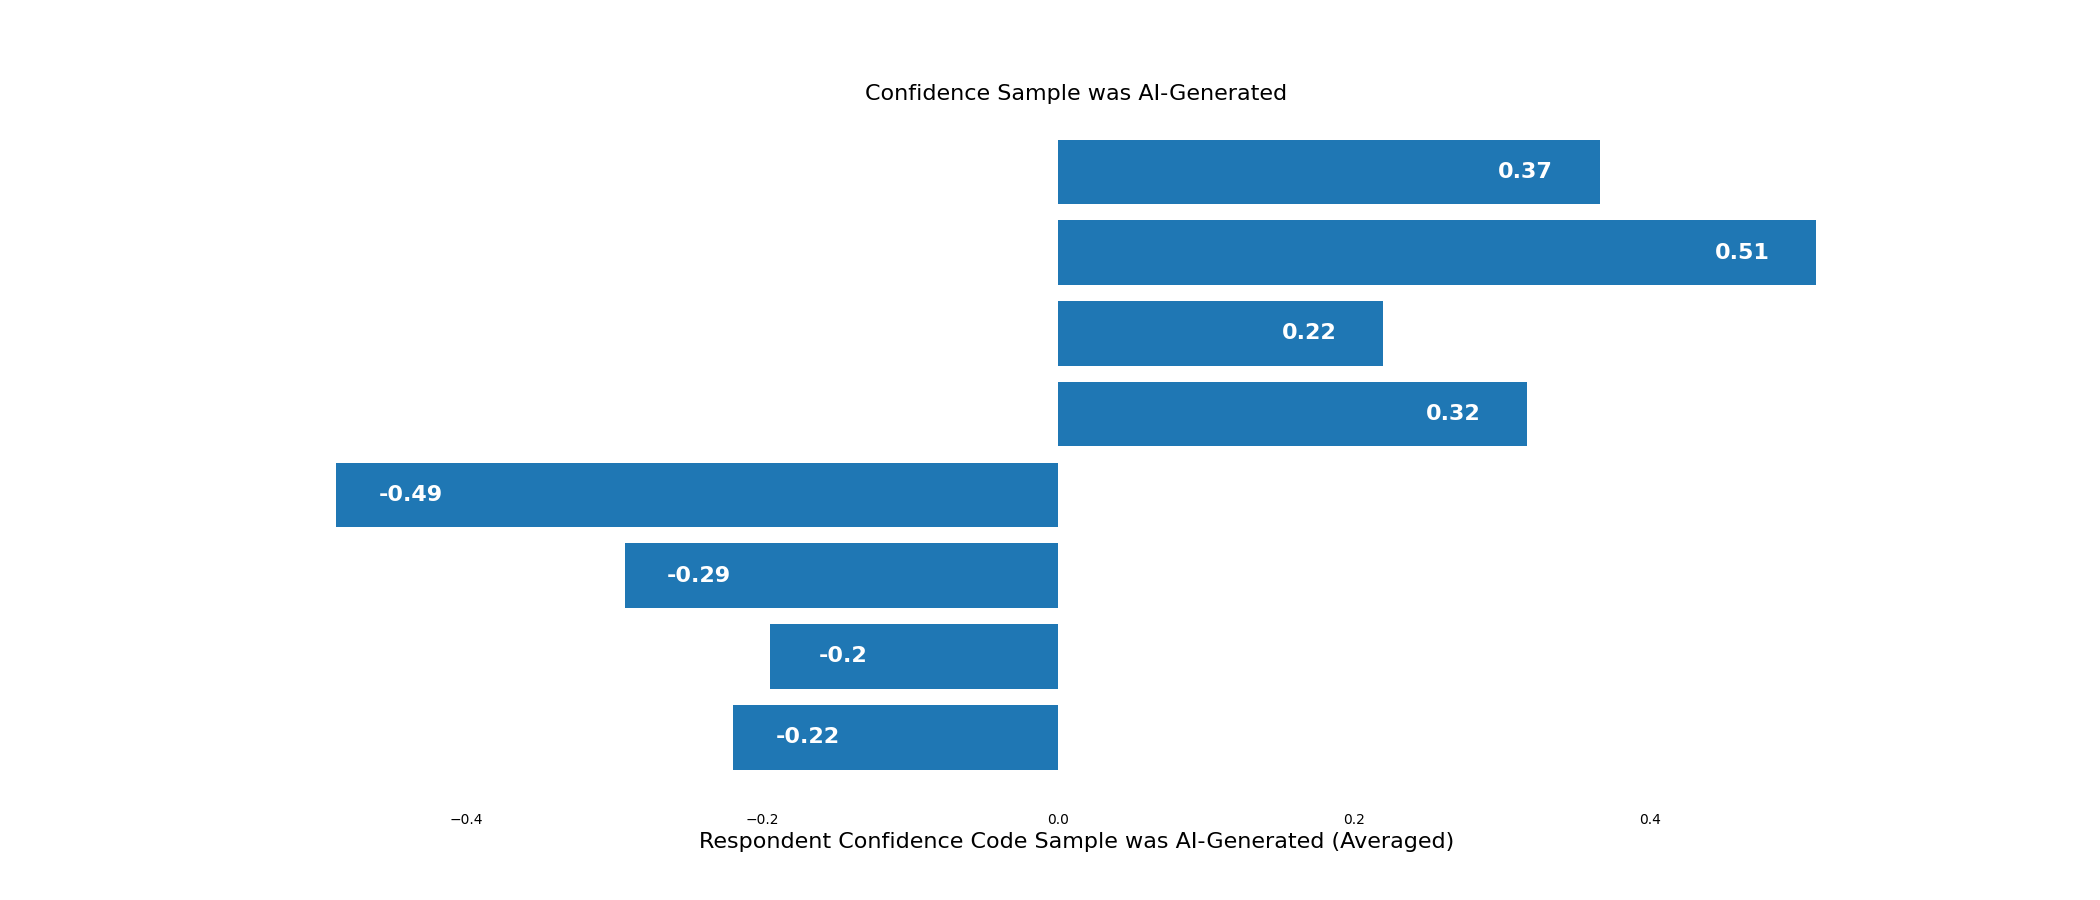 Confidence Sample was AI-Generated
0.37
0.51
0.22
0.32
-0.49
-0.29
-0.2
-0.22
−0.4 −0.2 0.0 0.2 0.4
Respondent Confidence Code Sample was AI-Generated (Averaged)